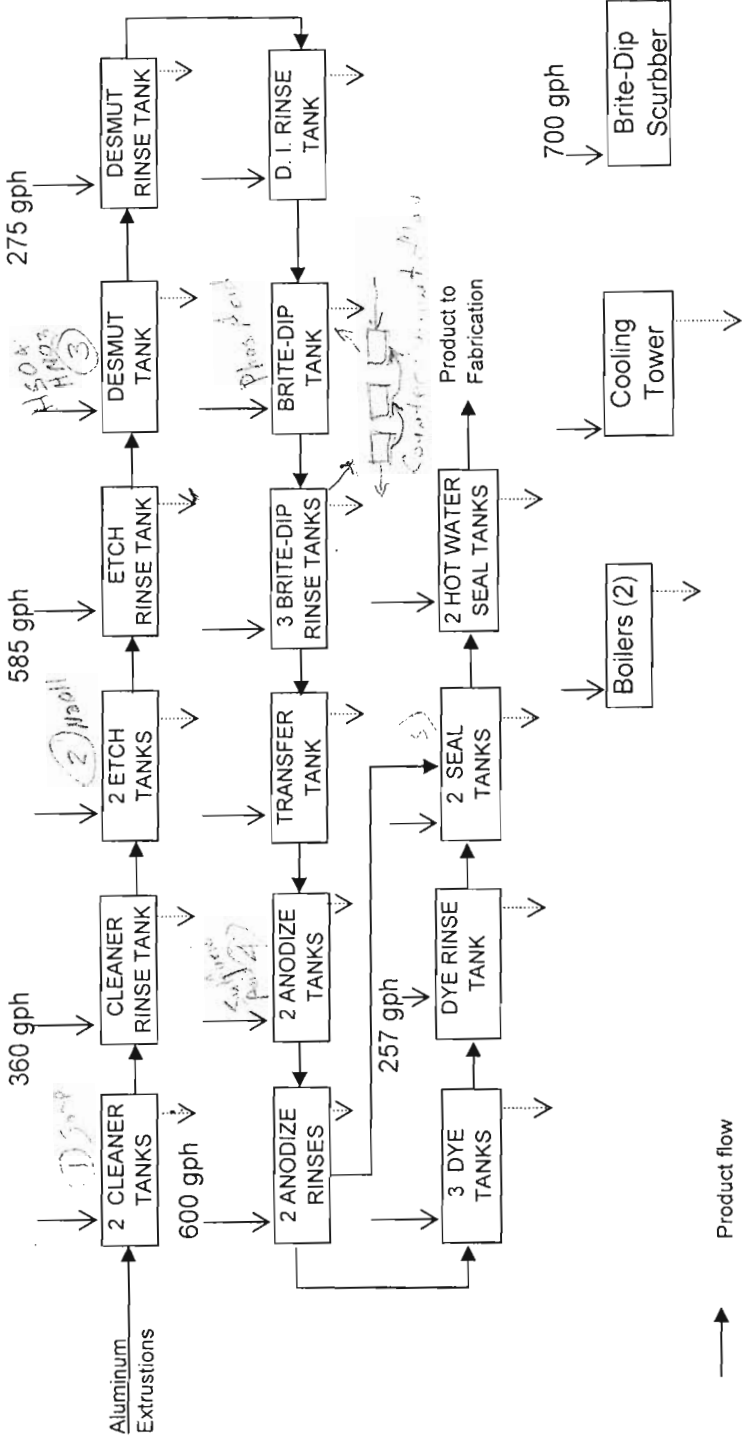 Aluminum
Extrustions
2 CLEANER
TANKS
360 gph
CLEANER
RINSE TANK
2 NaOH
2 ETCH
TANKS
585 gph
ETCH
RINSE TANK
HNO3
3
DESMUT
TANK
275 gph
DESMUT
RINSE TANK
D. I. RINSE
TANK
BRITE-DIP
TANK
3 BRITE-DIP
RINSE TANKS
TRANSFER
TANK
2 ANODIZE
TANKS
600 gph
2 ANODIZE
RINSES
3 DYE
TANKS
257 gph
DYE RINSE
TANK
2 SEAL
TANKS
2 HOT WATER
SEAL TANKS
Product to
Fabrication
Boilers (2)
Cooling
Tower
700 gph
Brite-Dip
Scurbber
Product flow